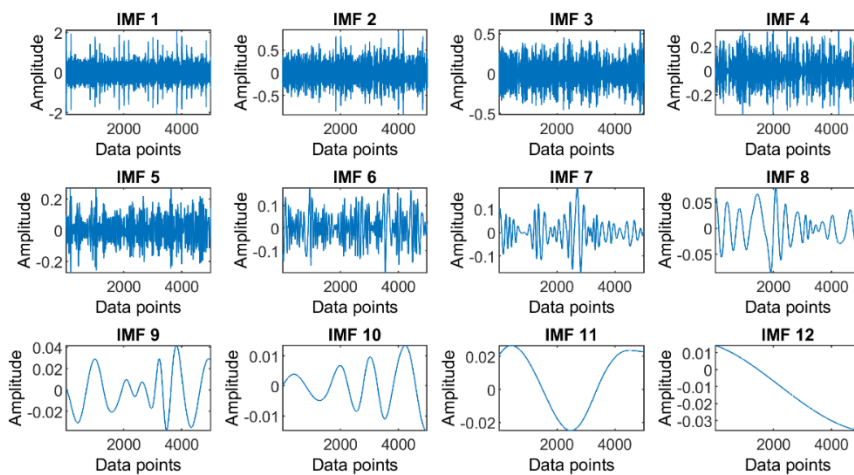 IMF 1 IMF 2 IMF 3 IMF 4
2 0 -2 Amplitude 2000 4000 Data points
0.5 0 -0.5 Amplitude 2000 4000 Data points
0.5 0 -0.5 Amplitude 2000 4000 Data points
0.2 0 -0.2 Amplitude 2000 4000 Data points
IMF 5 IMF 6 IMF 7 IMF 8
0.2 0 -0.2 Amplitude 2000 4000 Data points
0.1 0 -0.1 Amplitude 2000 4000 Data points
0.1 0 -0.1 Amplitude 2000 4000 Data points
0.05 0 -0.05 Amplitude 2000 4000 Data points
IMF 9 IMF 10 IMF 11 IMF 12
0.04 0.02 0 -0.02 Amplitude 2000 4000 Data points
0.01 0 -0.01 Amplitude 2000 4000 Data points
0.02 0 -0.02 Amplitude 2000 4000 Data points
0.01 0 -0.01 -0.02 -0.03 Amplitude 2000 4000 Data points